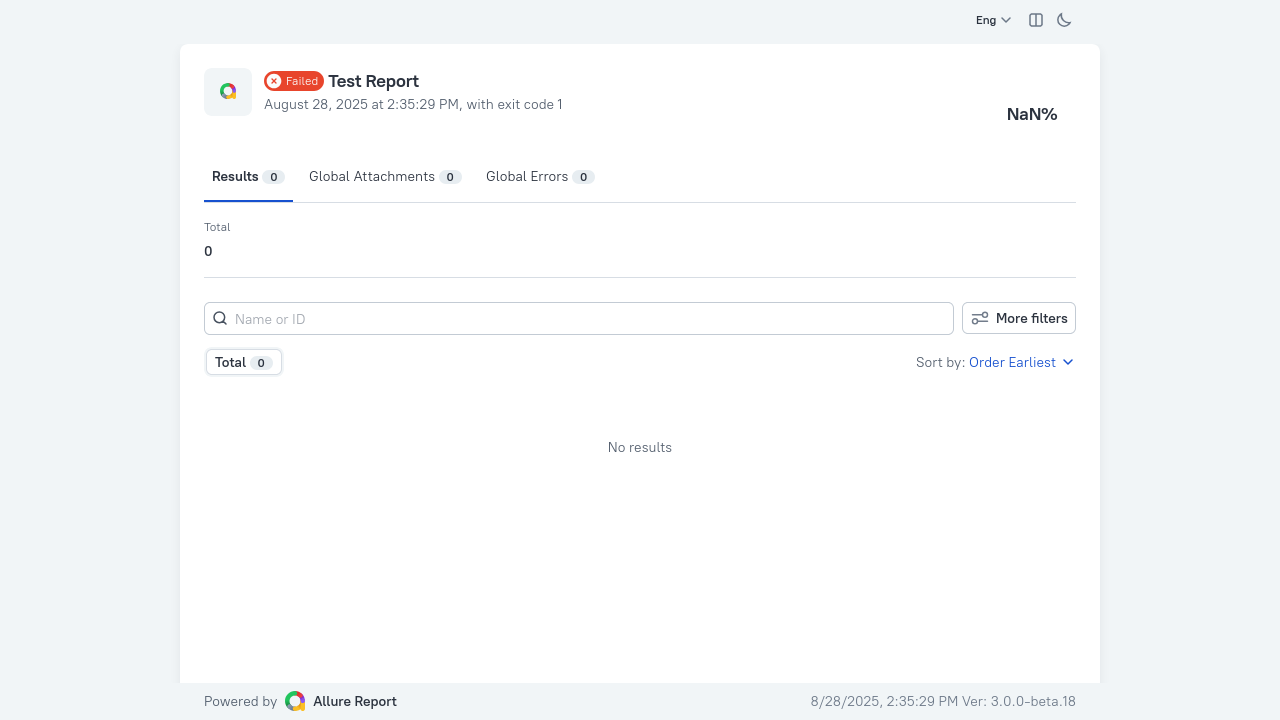 Eng
Failed Test Report
August 28, 2025 at 2:35:29 PM, with exit code 1
NaN%
Results 0 Global Attachments 0 Global Errors 0
Total
0
Name or ID
More filters
Total 0
Sort by: Order Earliest
No results
Powered by Allure Report
8/28/2025, 2:35:29 PM Ver: 3.0.0-beta.18